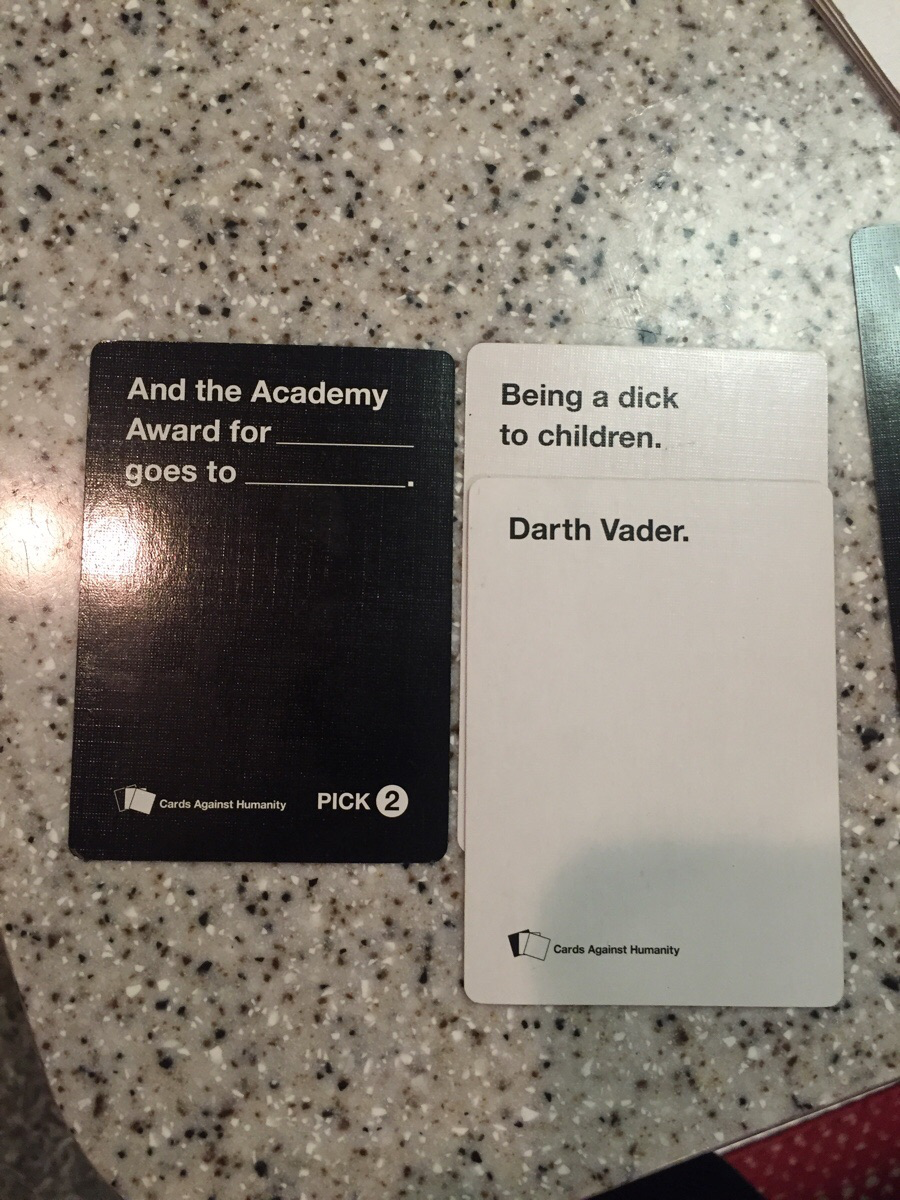 And the Academy
Award for __________
goes to ____________.
Cards Against Humanity
PICK 2
Being a dick
to children.
Darth Vader.
Cards Against Humanity